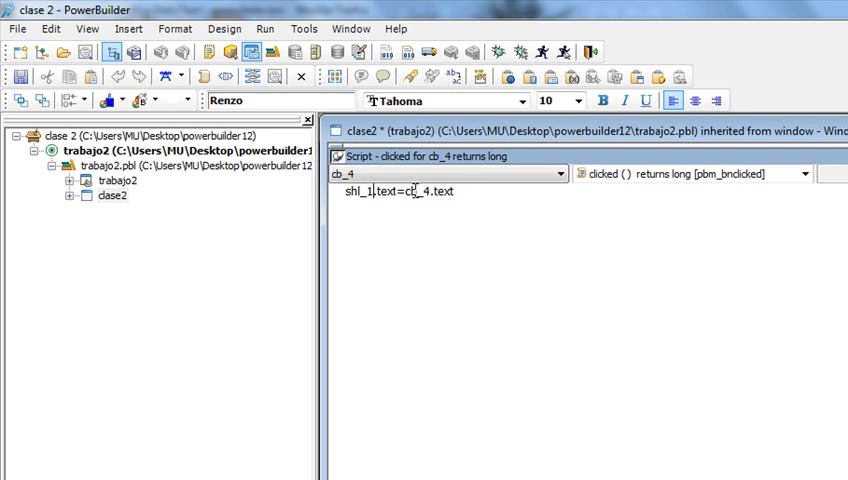 clase 2 - PowerBuilder
File Edit View Insert Format Design Run Tools Window Help
Renzo Tahoma 10 B I U
clase 2 (C:\Users\MU\Desktop\powerbuilder12)
trabajo2 (C:\Users\MU\Desktop\powerbuilder1
trabajo2.pbl (C:\Users\MU\Desktop\powerbuilder12
trabajo2
clase2
clase2 * (trabajo2) (C:\Users\MU\Desktop\powerbuilder12\trabajo2.pbl) inherited from window - Wind
Script - clicked for cb_4 returns long
cb_4 clicked ( ) returns long [pbm_bnclicked]
shl_1.text=cb_4.text